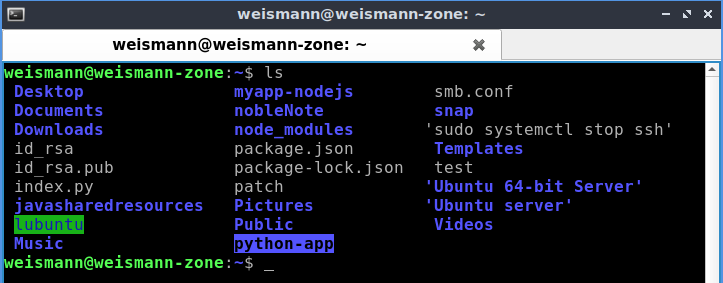 weismann@weismann-zone: ~
weismann@weismann-zone: ~
weismann@weismann-zone:~$ ls
Desktop myapp-nodejs smb.conf
Documents nobleNote snap
Downloads node_modules 'sudo systemctl stop ssh'
id_rsa package.json Templates
id_rsa.pub package-lock.json test
index.py patch 'Ubuntu 64-bit Server'
javasharedresources Pictures 'Ubuntu server'
lubuntu Public Videos
Music python-app
weismann@weismann-zone:~$ _